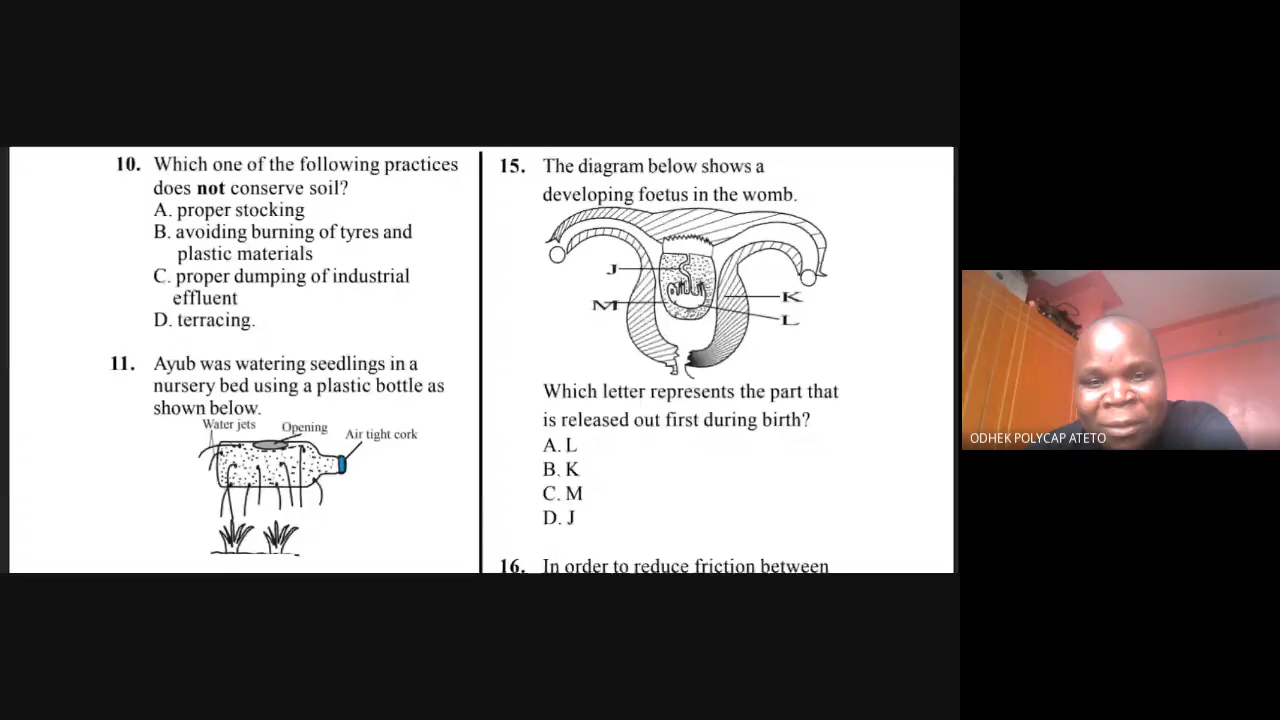 10. Which one of the following practices
does not conserve soil?
A. proper stocking
B. avoiding burning of tyres and
plastic materials
C. proper dumping of industrial
effluent
D. terracing.
11. Ayub was watering seedlings in a
nursery bed using a plastic bottle as
shown below.
Water jets
Opening
Air tight cork
15. The diagram below shows a
developing foetus in the womb.
J
M
K
L
Which letter represents the part that
is released out first during birth?
A. L
B. K
C. M
D. J
16. In order to reduce friction between
ODHEK POLYCAP ATETO